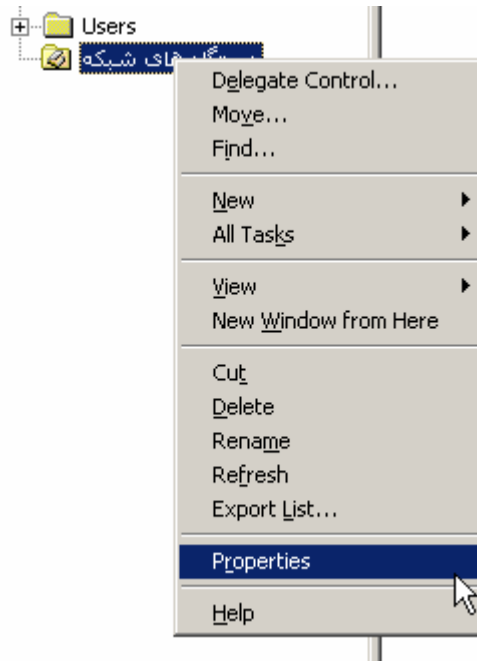 Users
های شبکه
Delegate Control...
Move...
Find...
New
All Tasks
View
New Window from Here
Cut
Delete
Rename
Refresh
Export List...
Properties
Help